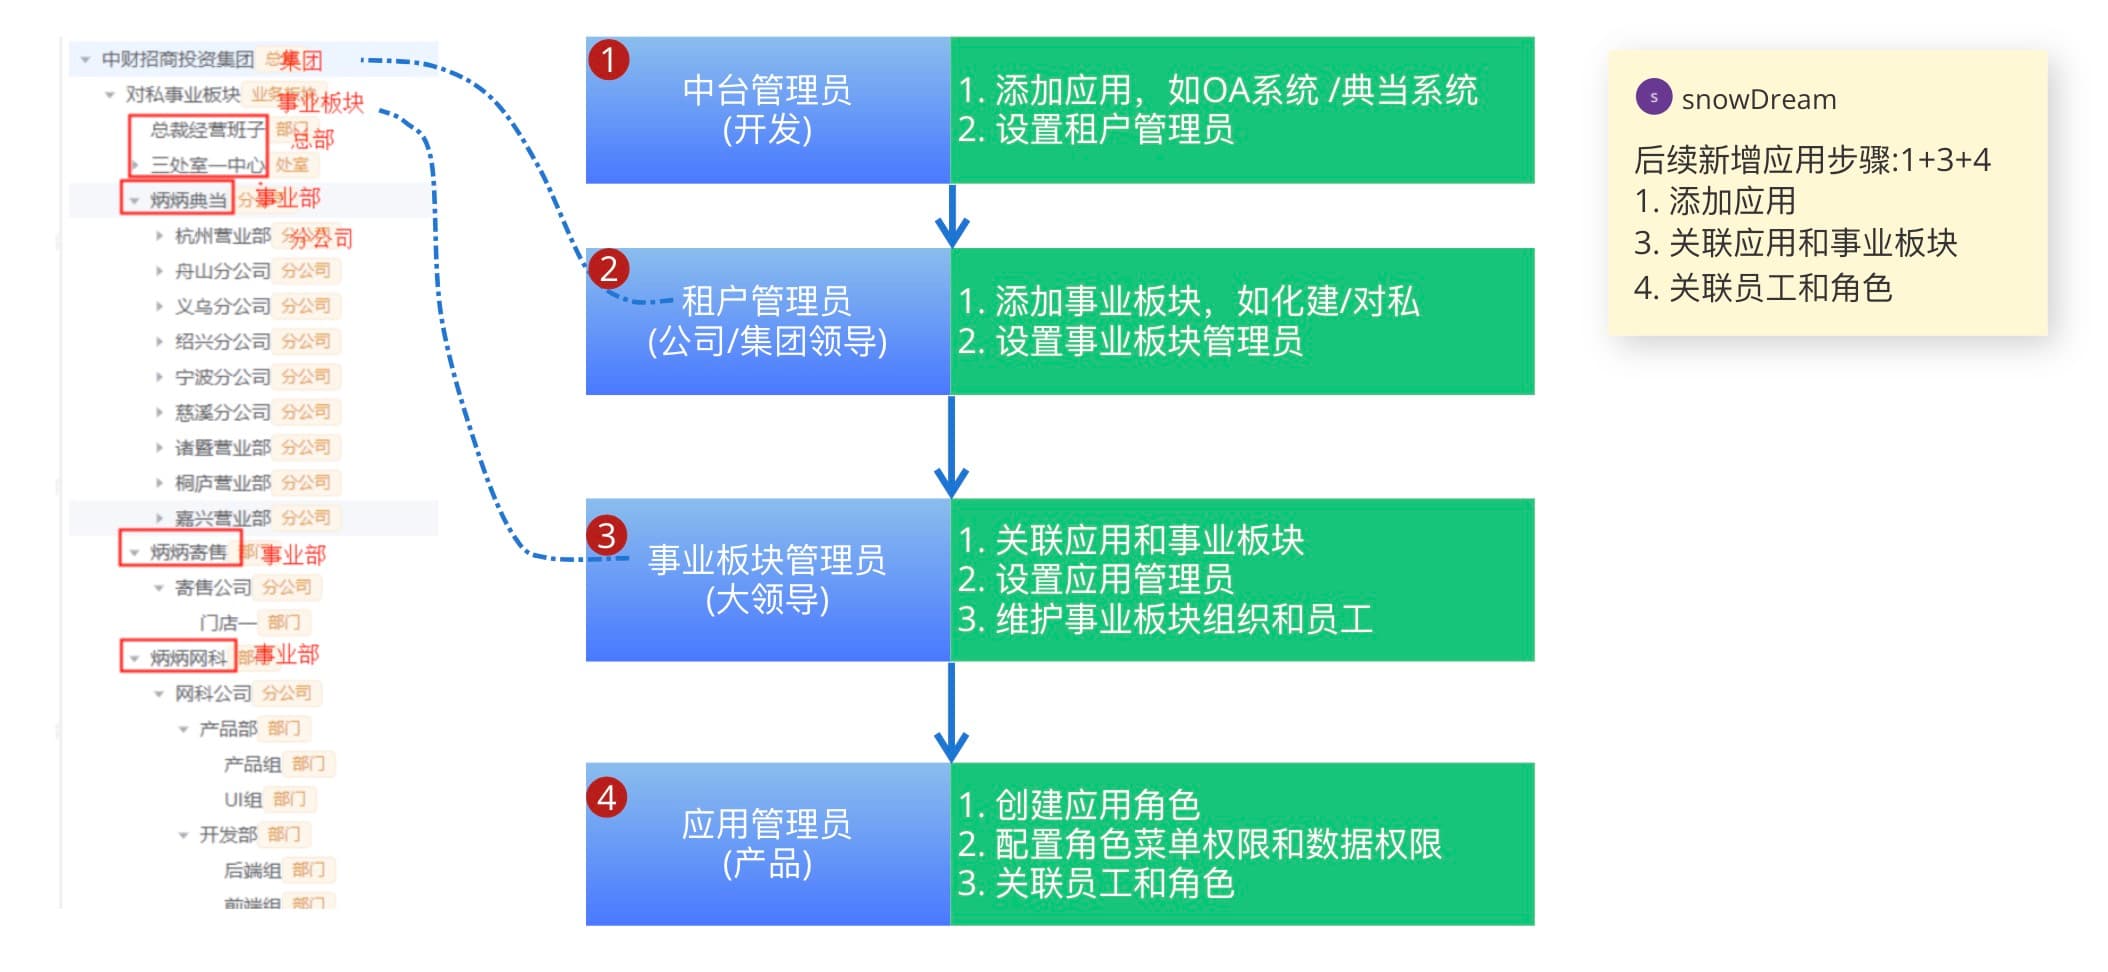 中财招商投资集团
集团
对私事业板块
事业板块
总裁经营班子 部门
总部
三处室一中心 处室
炳炳典当
事业部
杭州营业部
分公司
舟山分公司 分公司
义乌分公司 分公司
绍兴分公司 分公司
宁波分公司 分公司
慈溪分公司 分公司
诸暨营业部 分公司
桐庐营业部 分公司
嘉兴营业部 分公司
炳炳寄售
事业部
寄售公司 分公司
门店一 部门
炳炳网科
事业部
网科公司 分公司
产品部 部门
产品组 部门
UI组 部门
开发部 部门
后端组 部门
前端组 部门
1
中台管理员
(开发)
1. 添加应用，如OA系统 /典当系统
2. 设置租户管理员
2
租户管理员
(公司/集团领导)
1. 添加事业板块，如化建/对私
2. 设置事业板块管理员
3
事业板块管理员
(大领导)
1. 关联应用和事业板块
2. 设置应用管理员
3. 维护事业板块组织和员工
4
应用管理员
(产品)
1. 创建应用角色
2. 配置角色菜单权限和数据权限
3. 关联员工和角色
s snowDream
后续新增应用步骤:1+3+4
1. 添加应用
3. 关联应用和事业板块
4. 关联员工和角色